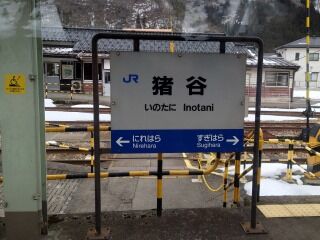 JR
猪谷
いのたに Inotani
← にれはら すぎはら →
Nirehara Sugihara